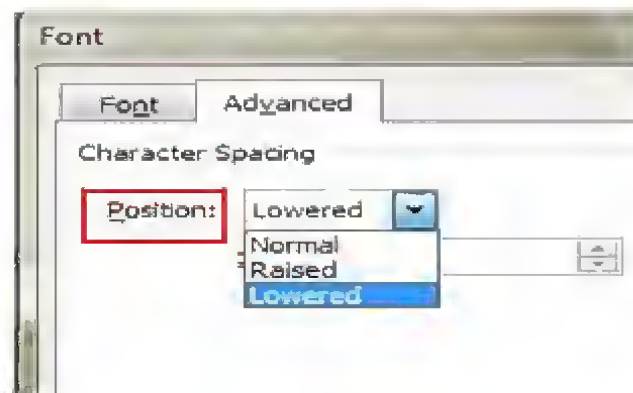 Font
Font Advanced
Character Spacing
Position: Lowered
Normal
Raised
Lowered